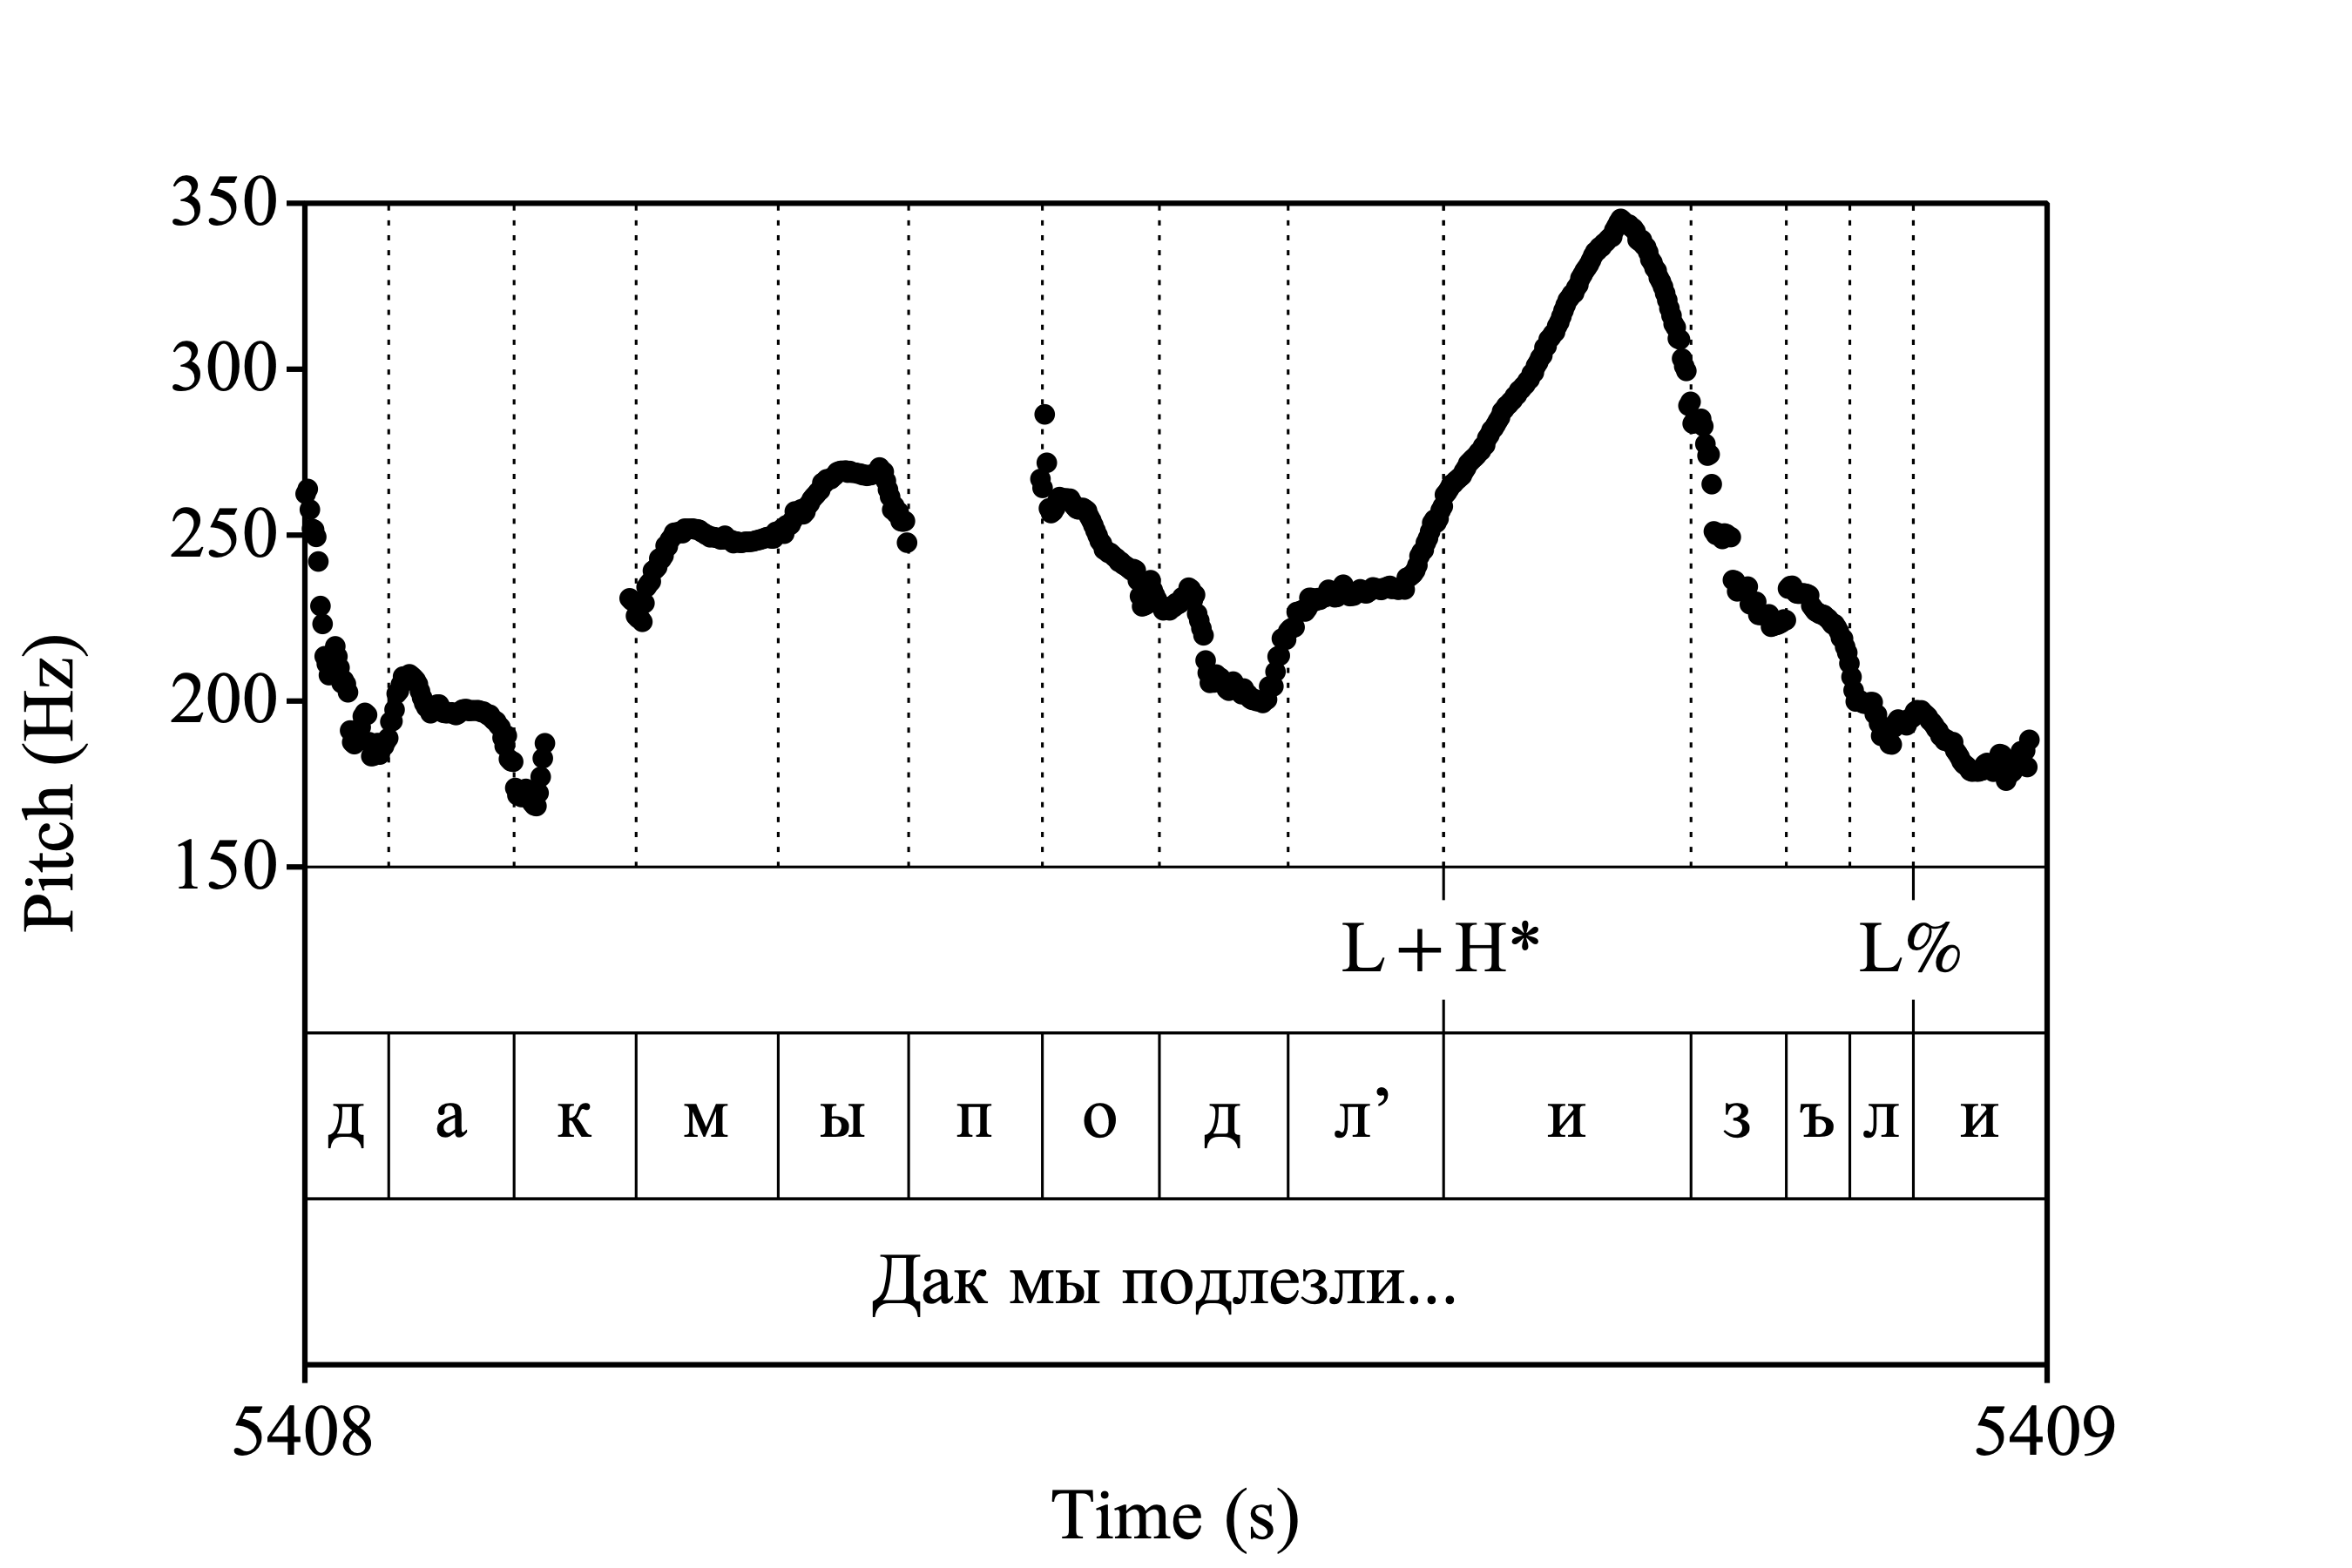 350
300
250
200
150
Pitch (Hz)
L+H* L%
д а к м ы п о д л’ и з ъ л и
Дак мы подлезли...
5408 5409
Time (s)